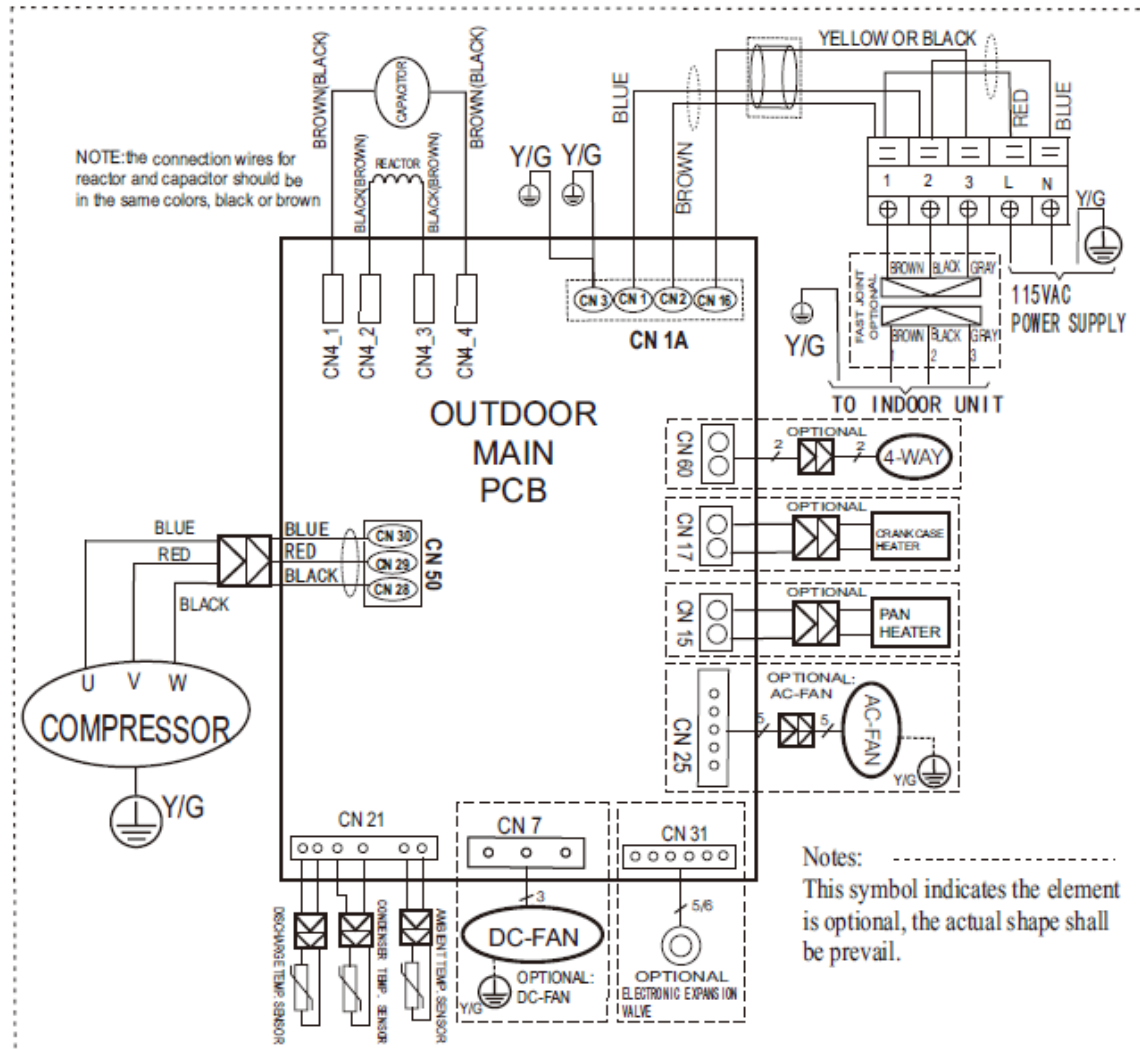 NOTE:the connection wires for
reactor and capacitor should be
in the same colors, black or brown
BROWN(BLACK)
CAPACITOR
BROWN(BLACK)
BLACK(BROWN)
REACTOR
BLACK(BROWN)
Y/G
Y/G
BLUE
BROWN
YELLOW OR BLACK
RED
BLUE
1
2
3
L
N
Y/G
CN4_1
CN4_2
CN4_3
CN4_4
CN 3
CN 1
CN2
CN 16
CN 1A
Y/G
FAST JOINT
OPTIONAL
BROWN
BLACK
GRAY
BROWN
BLACK
GRAY
1
2
3
115VAC
POWER SUPPLY
TO INDOOR UNIT
OUTDOOR
MAIN
PCB
CN 60
OPTIONAL
2
2
4-WAY
CN 17
OPTIONAL
CRANKCASE
HEATER
CN 15
OPTIONAL
PAN
HEATER
CN 25
OPTIONAL:
AC-FAN
5
5
AC-FAN
Y/G
BLUE
RED
BLACK
BLUE
RED
BLACK
CN 30
CN 29
CN 28
CN 50
U
V
W
COMPRESSOR
Y/G
CN 21
DISCHARGE TEMP. SENSOR
CONDENSER TEMP. SENSOR
AMBIENT TEMP. SENSOR
CN 7
3
DC-FAN
Y/G
OPTIONAL:
DC-FAN
CN 31
5/6
OPTIONAL
ELECTRONIC EXPANSION
VALVE
Notes:
This symbol indicates the element
is optional, the actual shape shall
be prevail.